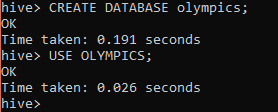 hive> CREATE DATABASE olympics;
OK
Time taken: 0.191 seconds
hive> USE OLYMPICS;
OK
Time taken: 0.026 seconds
hive>